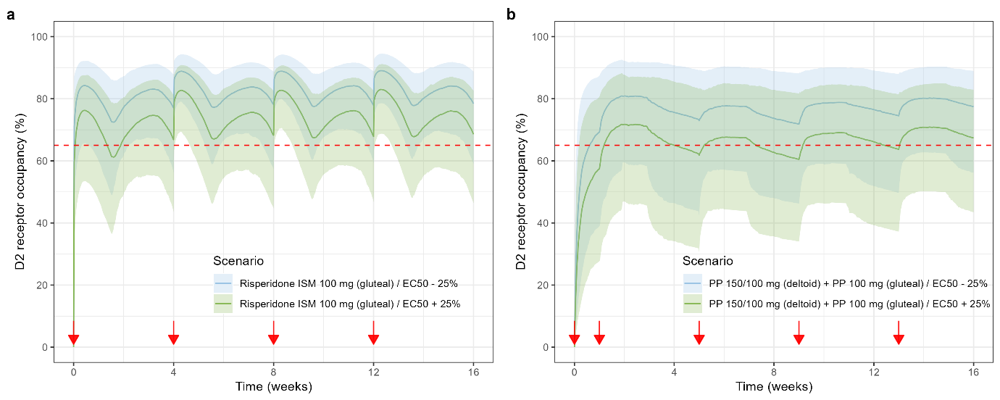 a
D2 receptor occupancy (%)
100
80
60
40
20
0
Scenario
Risperidone ISM 100 mg (gluteal) / EC50 - 25%
Risperidone ISM 100 mg (gluteal) / EC50 + 25%
0 4 8 12 16
Time (weeks)
b
D2 receptor occupancy (%)
100
80
60
40
20
0
Scenario
PP 150/100 mg (deltoid) + PP 100 mg (gluteal) / EC50 - 25%
PP 150/100 mg (deltoid) + PP 100 mg (gluteal) / EC50 + 25%
0 4 8 12 16
Time (weeks)